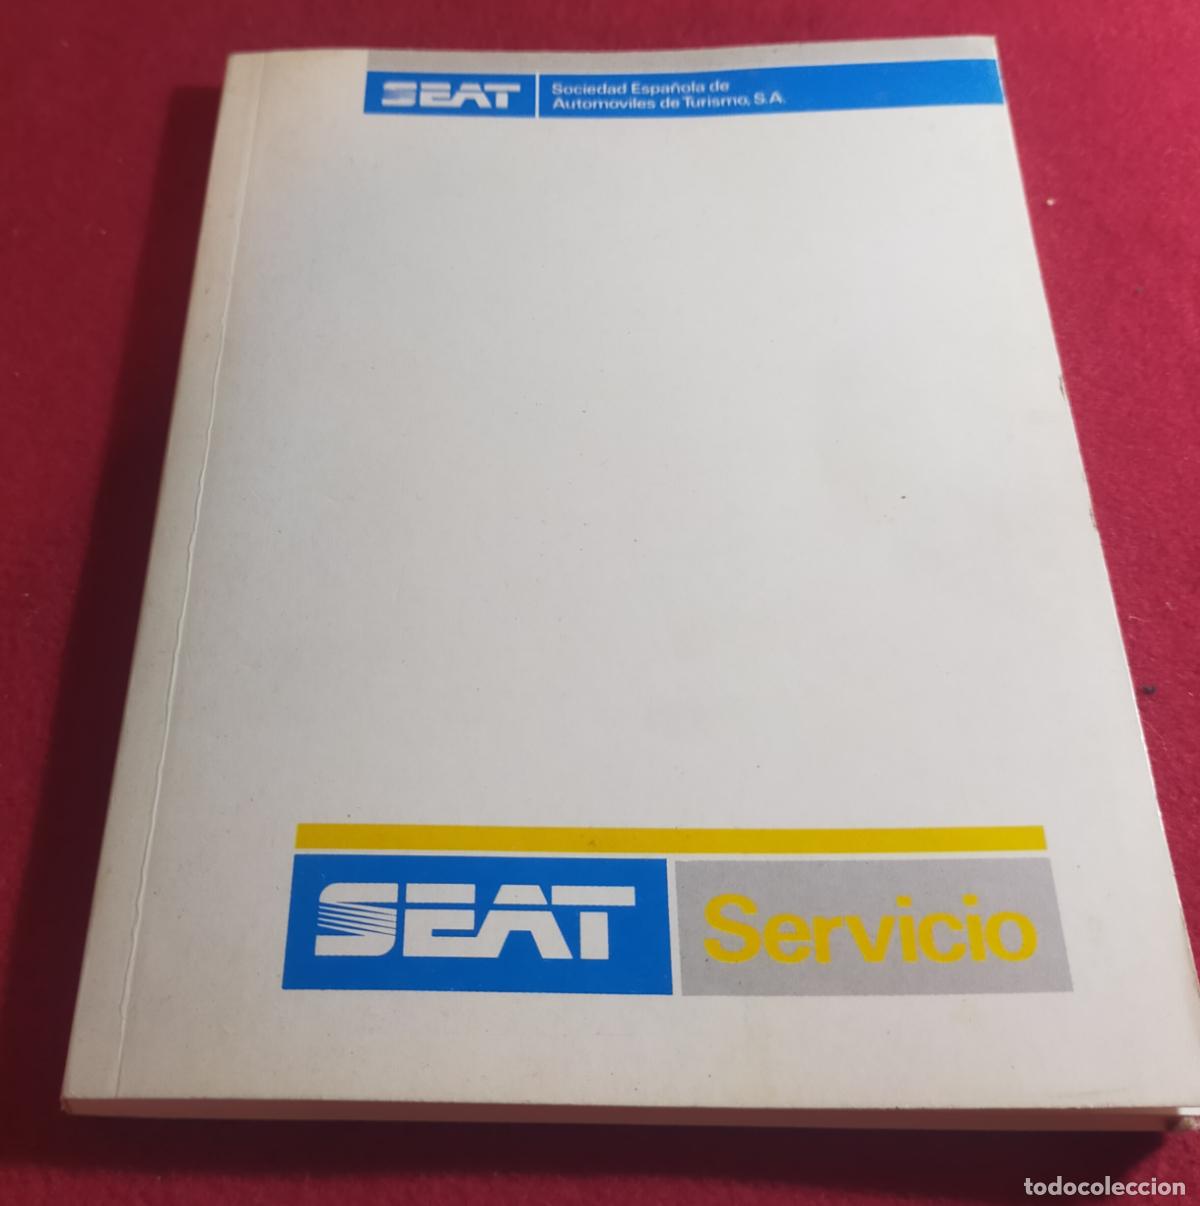 SEAT
Sociedad Española de
Automoviles de Turismo, S.A.
SEAT Servicio
todocoleccion